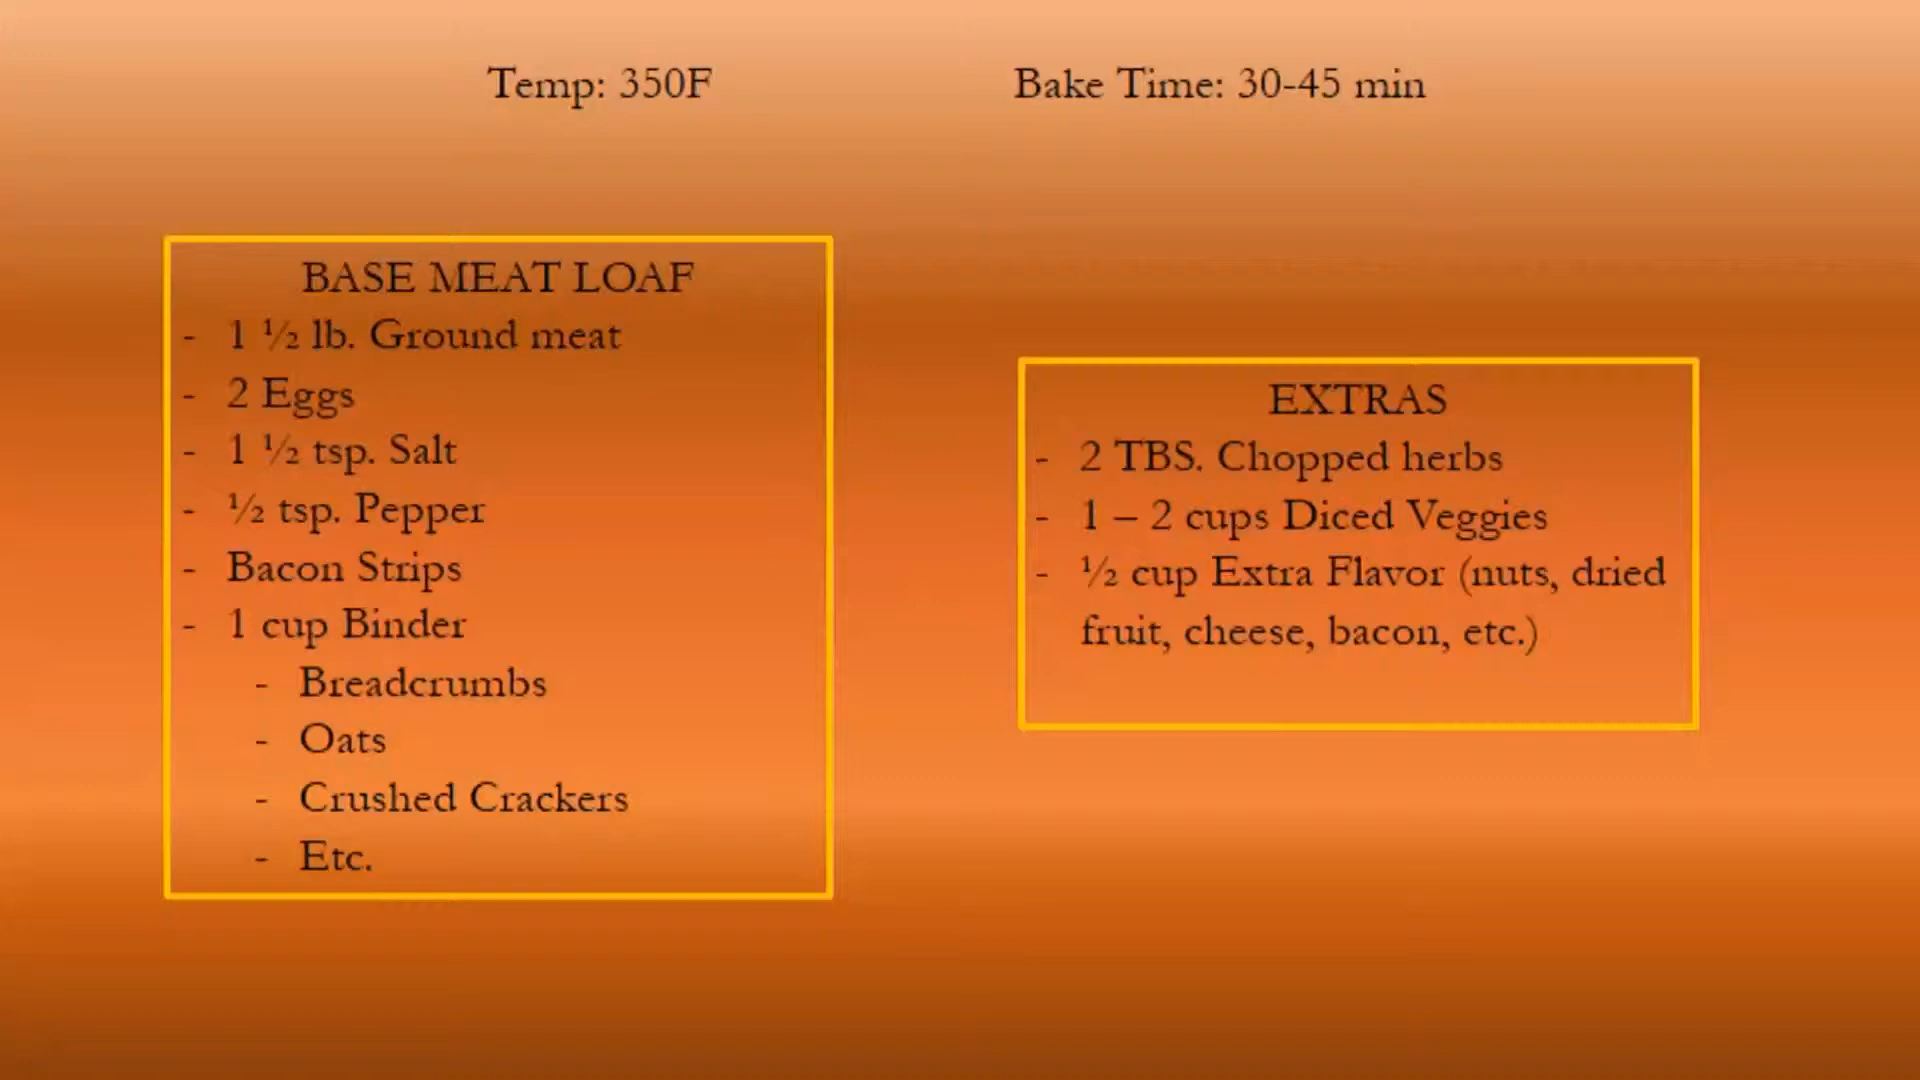 Temp: 350F
Bake Time: 30-45 min
BASE MEAT LOAF
- 1 ½ lb. Ground meat
- 2 Eggs
- 1 ½ tsp. Salt
- ½ tsp. Pepper
- Bacon Strips
- 1 cup Binder
- Breadcrumbs
- Oats
- Crushed Crackers
- Etc.
EXTRAS
- 2 TBS. Chopped herbs
- 1 – 2 cups Diced Veggies
- ½ cup Extra Flavor (nuts, dried
fruit, cheese, bacon, etc.)